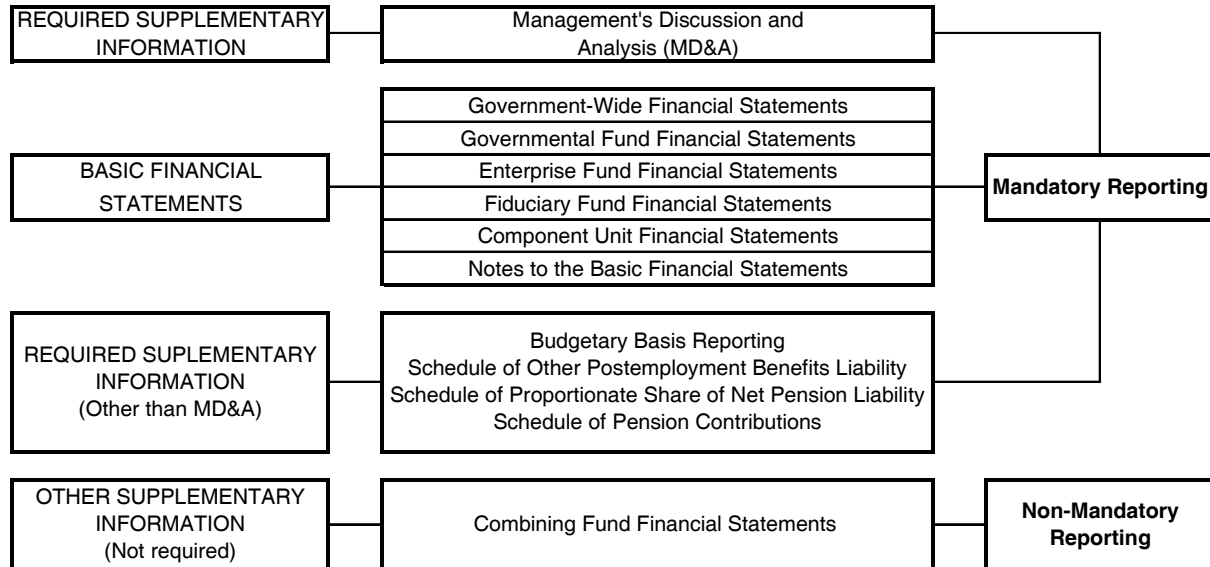 REQUIRED SUPPLEMENTARY
INFORMATION
Management's Discussion and
Analysis (MD&A)
BASIC FINANCIAL
STATEMENTS
Government-Wide Financial Statements
Governmental Fund Financial Statements
Enterprise Fund Financial Statements
Fiduciary Fund Financial Statements
Component Unit Financial Statements
Notes to the Basic Financial Statements
Mandatory Reporting
REQUIRED SUPLEMENTARY
INFORMATION
(Other than MD&A)
Budgetary Basis Reporting
Schedule of Other Postemployment Benefits Liability
Schedule of Proportionate Share of Net Pension Liability
Schedule of Pension Contributions
OTHER SUPPLEMENTARY
INFORMATION
(Not required)
Combining Fund Financial Statements
Non-Mandatory
Reporting